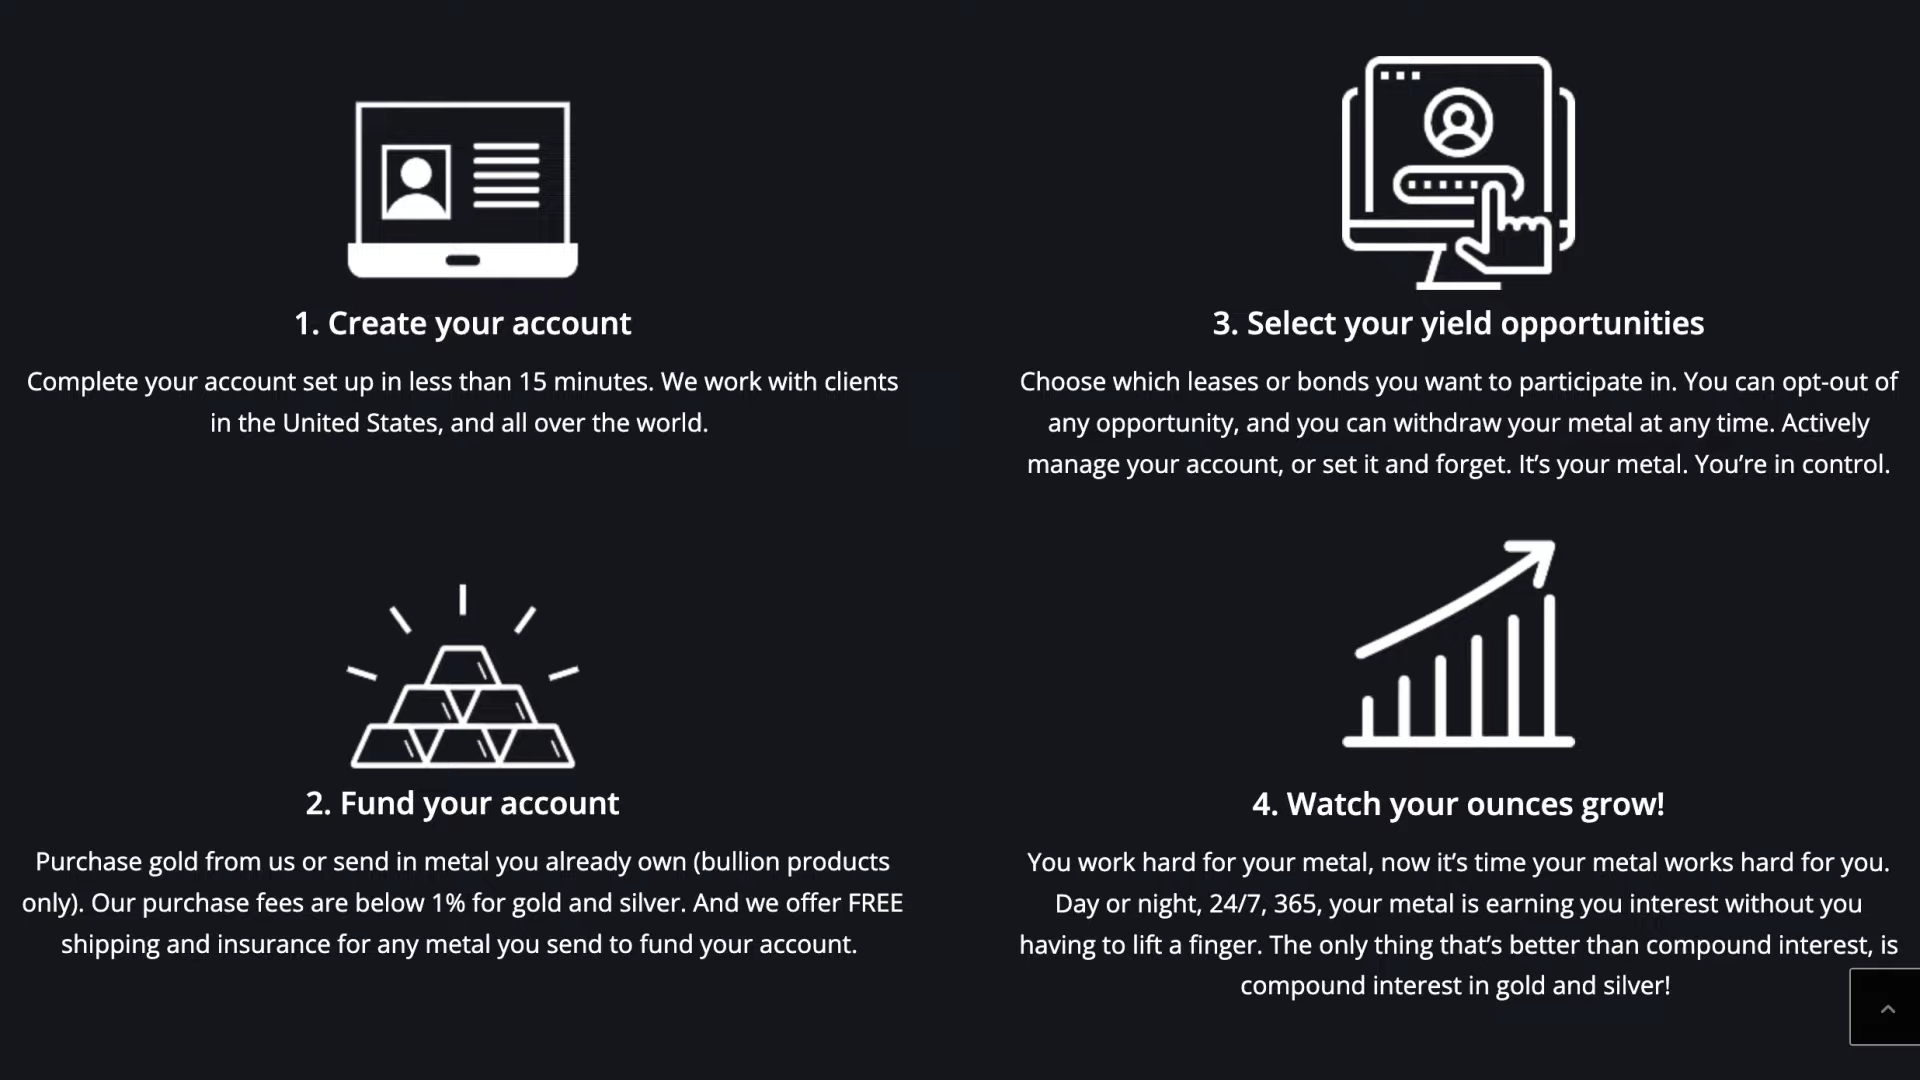 1. Create your account
Complete your account set up in less than 15 minutes. We work with clients
in the United States, and all over the world.
2. Fund your account
Purchase gold from us or send in metal you already own (bullion products
only). Our purchase fees are below 1% for gold and silver. And we offer FREE
shipping and insurance for any metal you send to fund your account.
3. Select your yield opportunities
Choose which leases or bonds you want to participate in. You can opt-out of
any opportunity, and you can withdraw your metal at any time. Actively
manage your account, or set it and forget. It’s your metal. You’re in control.
4. Watch your ounces grow!
You work hard for your metal, now it’s time your metal works hard for you.
Day or night, 24/7, 365, your metal is earning you interest without you
having to lift a finger. The only thing that’s better than compound interest, is
compound interest in gold and silver!